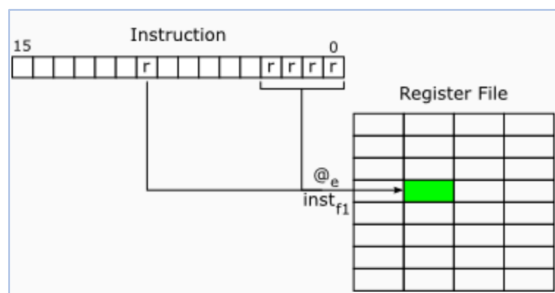 Instruction
15 0
r r r r r
Register File
@e
instf1